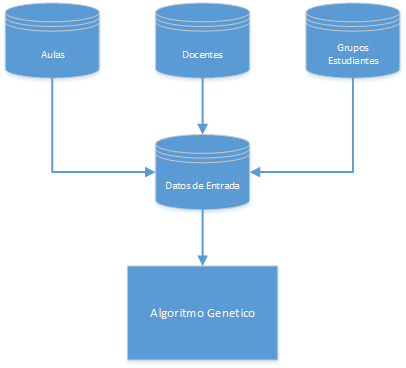 Aulas
Docentes
Grupos
Estudiantes
Datos de Entrada
Algoritmo Genetico